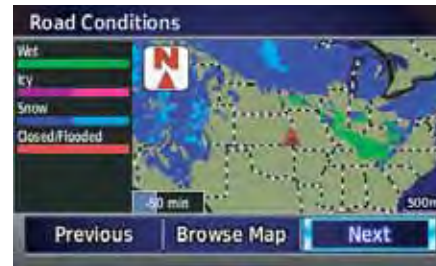 Road Conditions
Wet
Icy
Snow
Closed/Flooded
N
-50 min
500m
Previous
Browse Map
Next